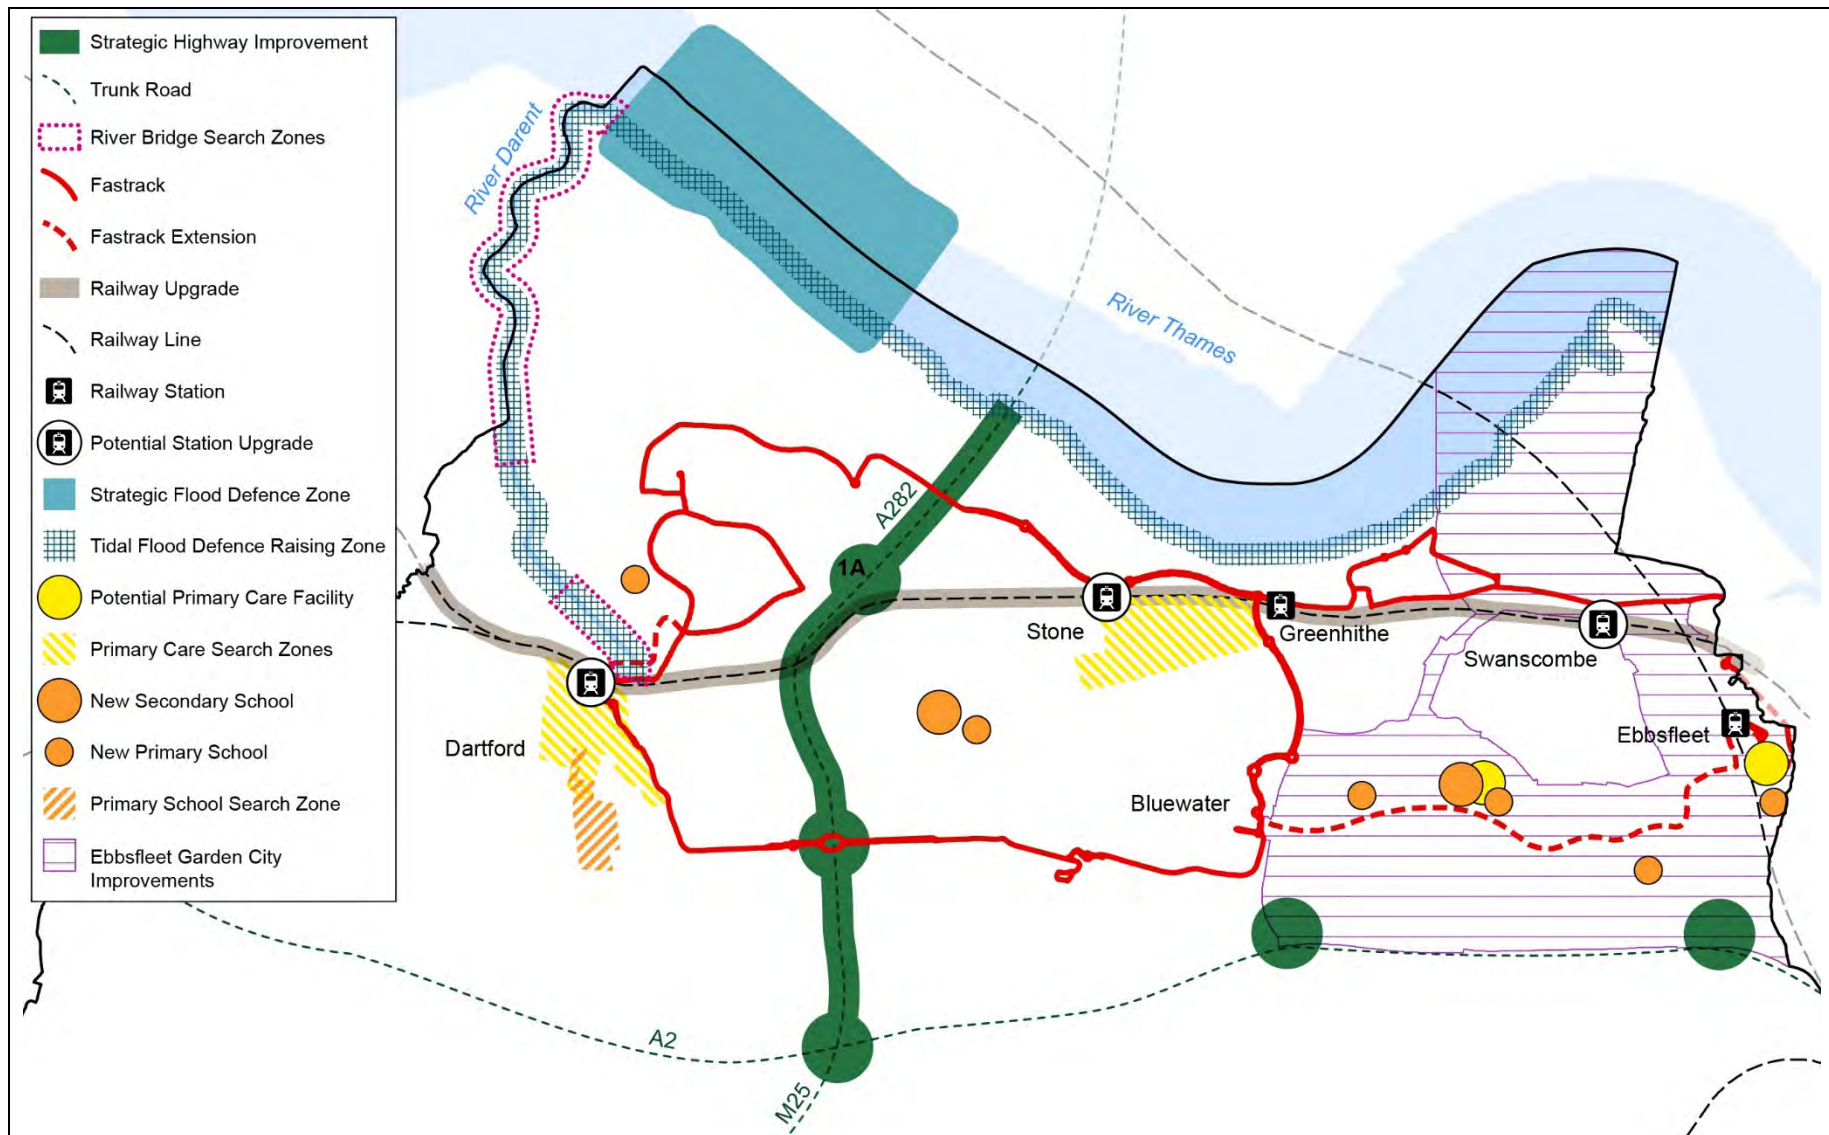 Strategic Highway Improvement
Trunk Road
River Bridge Search Zones
Fastrack
Fastrack Extension
Railway Upgrade
Railway Line
Railway Station
Potential Station Upgrade
Strategic Flood Defence Zone
Tidal Flood Defence Raising Zone
Potential Primary Care Facility
Primary Care Search Zones
New Secondary School
New Primary School
Primary School Search Zone
Ebbsfleet Garden City
Improvements
River Darent
River Thames
A282
1A
Stone
Greenhithe
Swanscombe
Ebbsfleet
Dartford
Bluewater
A2
M25